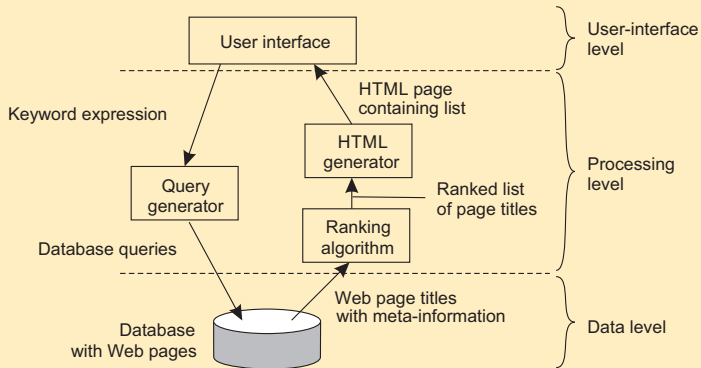 User interface
User-interface
level
Keyword expression
HTML page
containing list
HTML
generator
Processing
level
Query
generator
Ranked list
of page titles
Ranking
algorithm
Database queries
Web page titles
with meta-information
Database
with Web pages
Data level